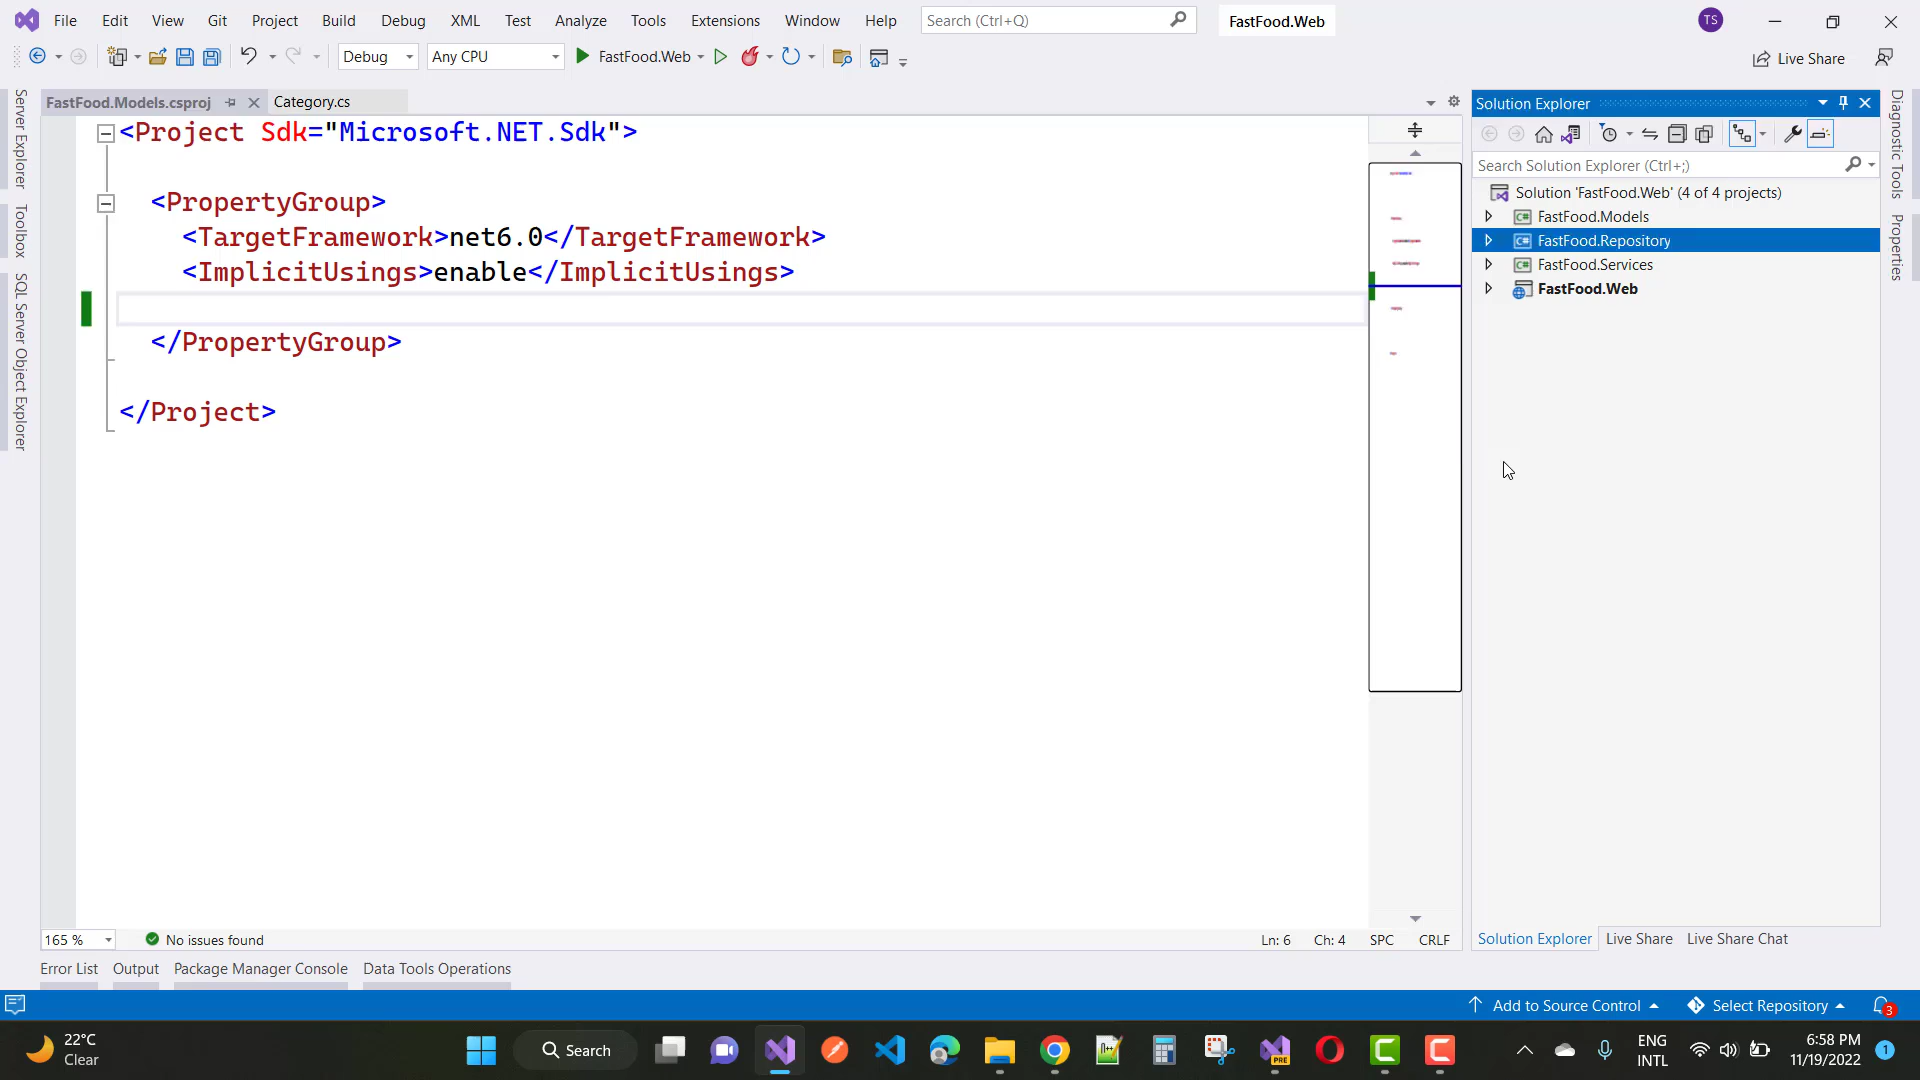 File Edit View Git Project Build Debug XML Test Analyze Tools Extensions Window Help Search (Ctrl+Q) FastFood.Web TS
Debug Any CPU FastFood.Web Live Share
Server Explorer
Toolbox
SQL Server Object Explorer
FastFood.Models.csproj Category.cs
<Project Sdk="Microsoft.NET.Sdk">
<PropertyGroup>
<TargetFramework>net6.0</TargetFramework>
<ImplicitUsings>enable</ImplicitUsings>
</PropertyGroup>
</Project>
165 % No issues found Ln: 6 Ch: 4 SPC CRLF
Solution Explorer
Search Solution Explorer (Ctrl+;)
Solution 'FastFood.Web' (4 of 4 projects)
C# FastFood.Models
C# FastFood.Repository
C# FastFood.Services
FastFood.Web
Solution Explorer Live Share Live Share Chat
Diagnostic Tools
Properties
Error List Output Package Manager Console Data Tools Operations
Add to Source Control Select Repository 3
22°C
Clear
Search
PRE
ENG
INTL
6:58 PM
11/19/2022
1